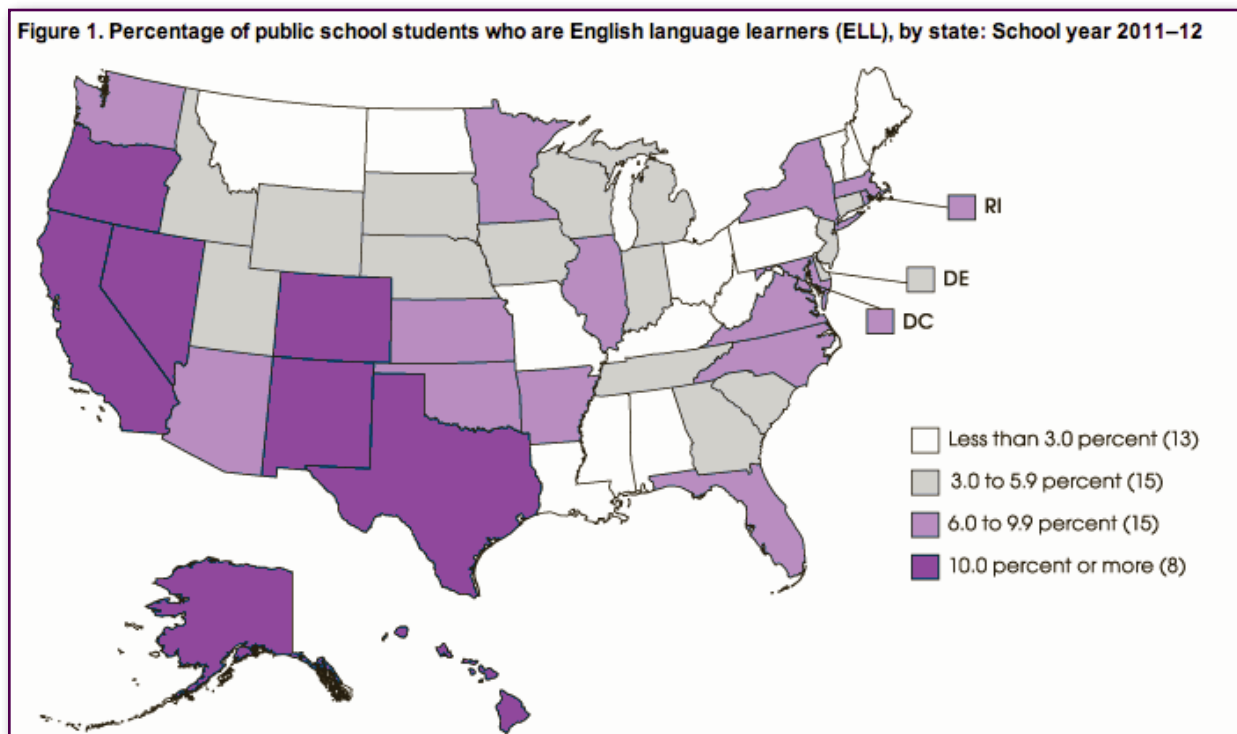 Figure 1. Percentage of public school students who are English language learners (ELL), by state: School year 2011–12
RI
DE
DC
Less than 3.0 percent (13)
3.0 to 5.9 percent (15)
6.0 to 9.9 percent (15)
10.0 percent or more (8)